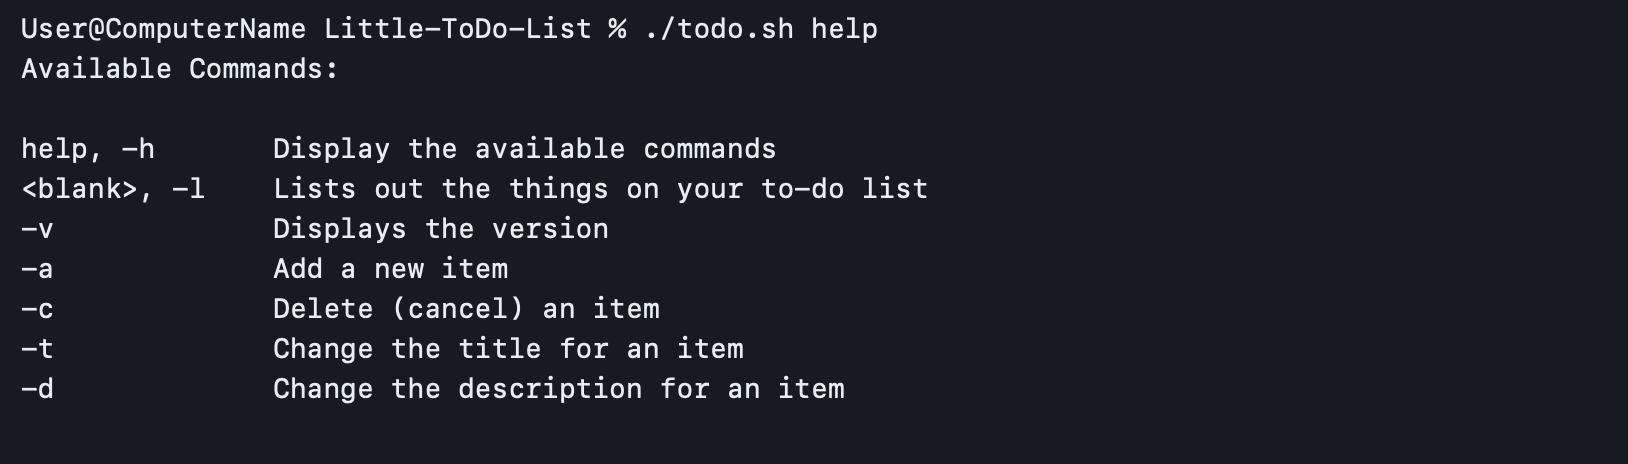 User@ComputerName Little-ToDo-List % ./todo.sh help
Available Commands:
help, -h Display the available commands
<blank>, -l Lists out the things on your to-do list
-v Displays the version
-a Add a new item
-c Delete (cancel) an item
-t Change the title for an item
-d Change the description for an item